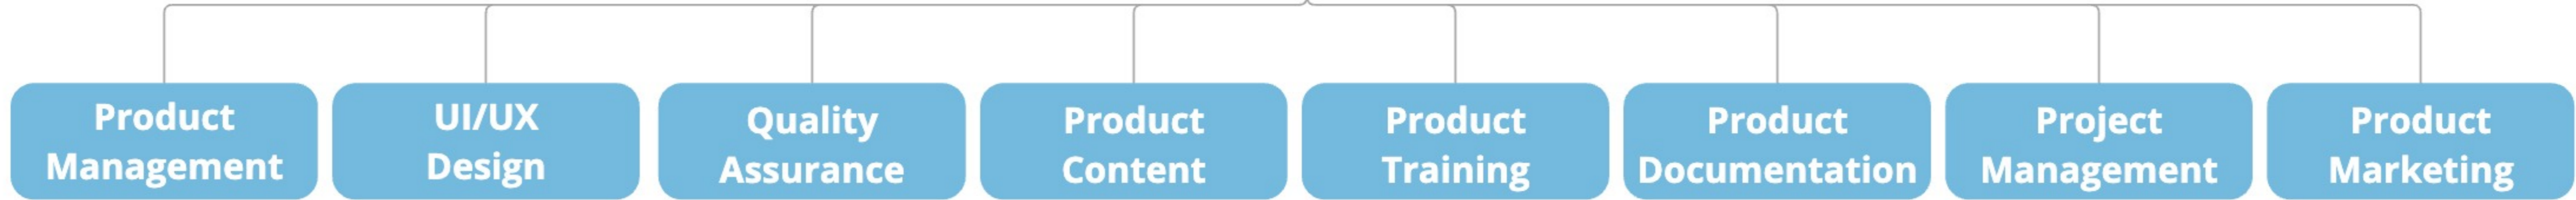 Product
Management
UI/UX
Design
Quality
Assurance
Product
Content
Product
Training
Product
Documentation
Project
Management
Product
Marketing